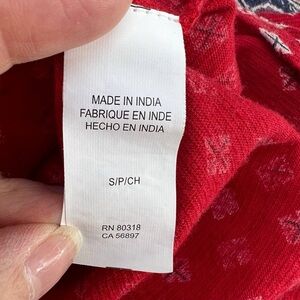 MADE IN INDIA
FABRIQUE EN INDE
HECHO EN INDIA
S/P/CH
RN 80318
CA 56897